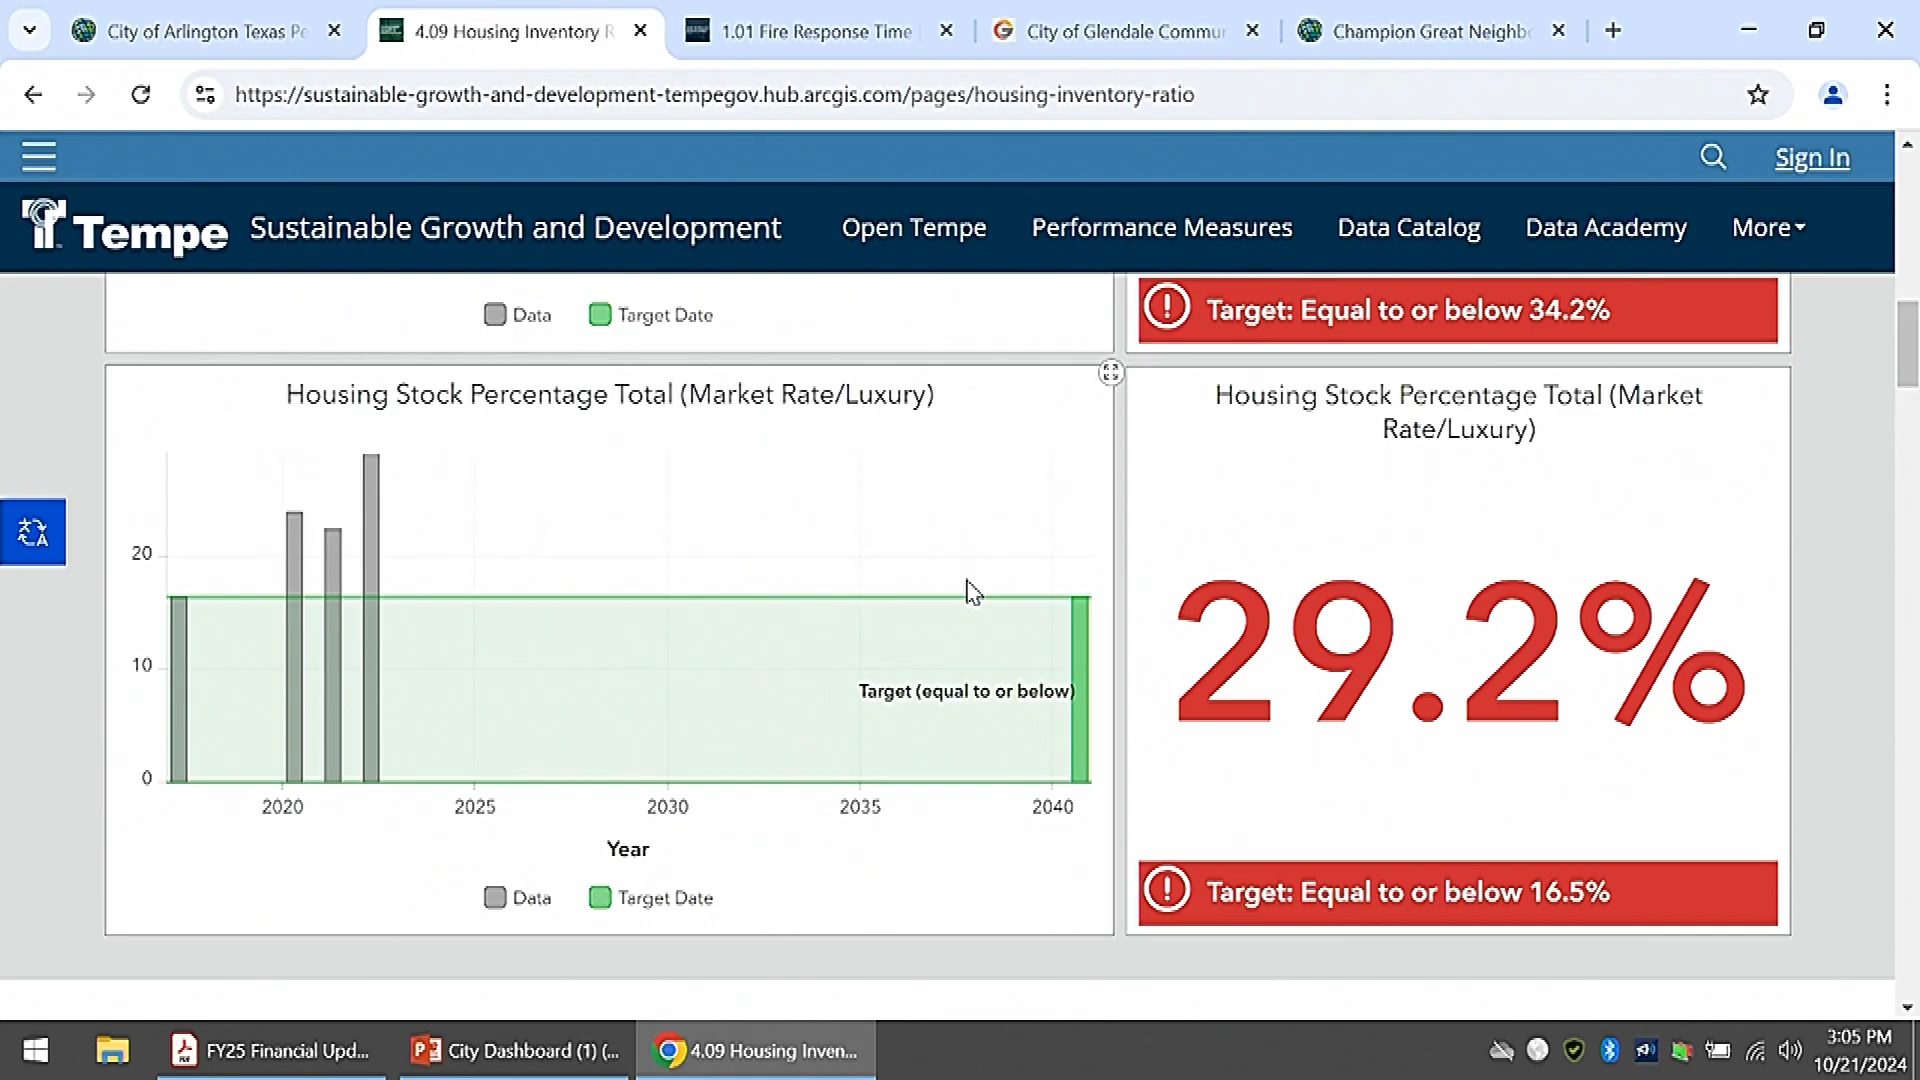 City of Arlington Texas Pe
4.09 Housing Inventory R
1.01 Fire Response Time
City of Glendale Commu
Champion Great Neighb
https://sustainable-growth-and-development-tempegov.hub.arcgis.com/pages/housing-inventory-ratio
Sign In
Tempe
Sustainable Growth and Development
Open Tempe
Performance Measures
Data Catalog
Data Academy
More
Data
Target Date
Target: Equal to or below 34.2%
Housing Stock Percentage Total (Market Rate/Luxury)
20
10
0
Target (equal to or below)
2020
2025
2030
2035
2040
Year
Data
Target Date
Housing Stock Percentage Total (Market
Rate/Luxury)
29.2%
Target: Equal to or below 16.5%
FY25 Financial Upd...
City Dashboard (1) (...
4.09 Housing Inven...
3:05 PM
10/21/2024